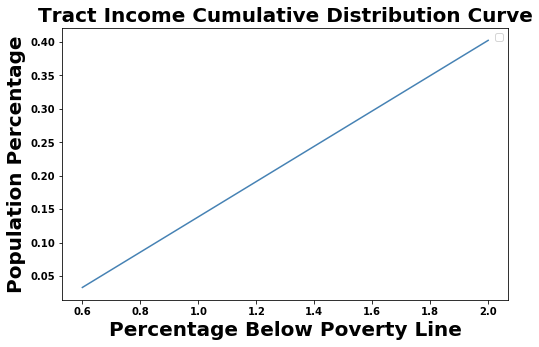 Tract Income Cumulative Distribution Curve
Population Percentage
0.40
0.35
0.30
0.25
0.20
0.15
0.10
0.05
0.6 0.8 1.0 1.2 1.4 1.6 1.8 2.0
Percentage Below Poverty Line